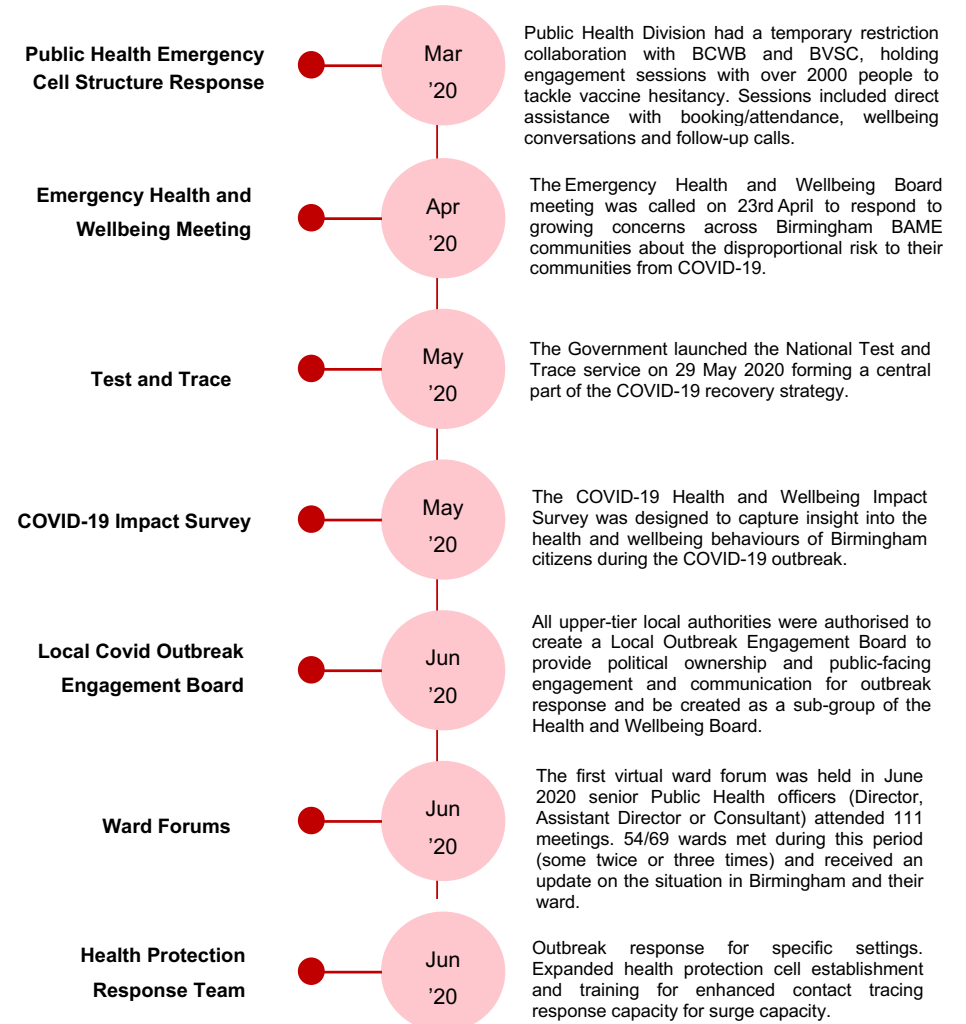 Public Health Emergency
Cell Structure Response
Mar
’20
Public Health Division had a temporary restriction
collaboration with BCWB and BVSC, holding
engagement sessions with over 2000 people to
tackle vaccine hesitancy. Sessions included direct
assistance with booking/attendance, wellbeing
conversations and follow-up calls.
Emergency Health and
Wellbeing Meeting
Apr
’20
The Emergency Health and Wellbeing Board
meeting was called on 23rd April to respond to
growing concerns across Birmingham BAME
communities about the disproportional risk to their
communities from COVID-19.
Test and Trace
May
’20
The Government launched the National Test and
Trace service on 29 May 2020 forming a central
part of the COVID-19 recovery strategy.
COVID-19 Impact Survey
May
’20
The COVID-19 Health and Wellbeing Impact
Survey was designed to capture insight into the
health and wellbeing behaviours of Birmingham
citizens during the COVID-19 outbreak.
Local Covid Outbreak
Engagement Board
Jun
’20
All upper-tier local authorities were authorised to
create a Local Outbreak Engagement Board to
provide political ownership and public-facing
engagement and communication for outbreak
response and be created as a sub-group of the
Health and Wellbeing Board.
Ward Forums
Jun
’20
The first virtual ward forum was held in June
2020 senior Public Health officers (Director,
Assistant Director or Consultant) attended 111
meetings. 54/69 wards met during this period
(some twice or three times) and received an
update on the situation in Birmingham and their
ward.
Health Protection
Response Team
Jun
’20
Outbreak response for specific settings.
Expanded health protection cell establishment
and training for enhanced contact tracing
response capacity for surge capacity.